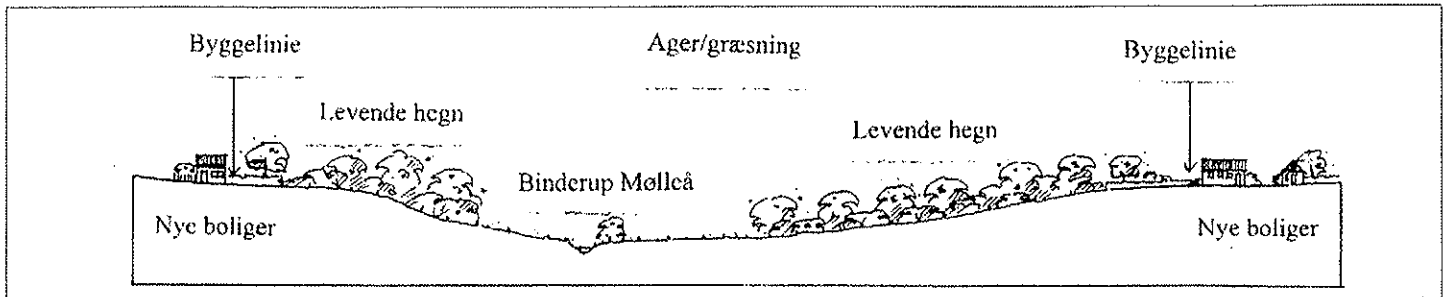 Byggelinie
Ager/græsning
Byggelinie
Levende hegn
Levende hegn
Binderup Mølleå
Nye boliger
Nye boliger